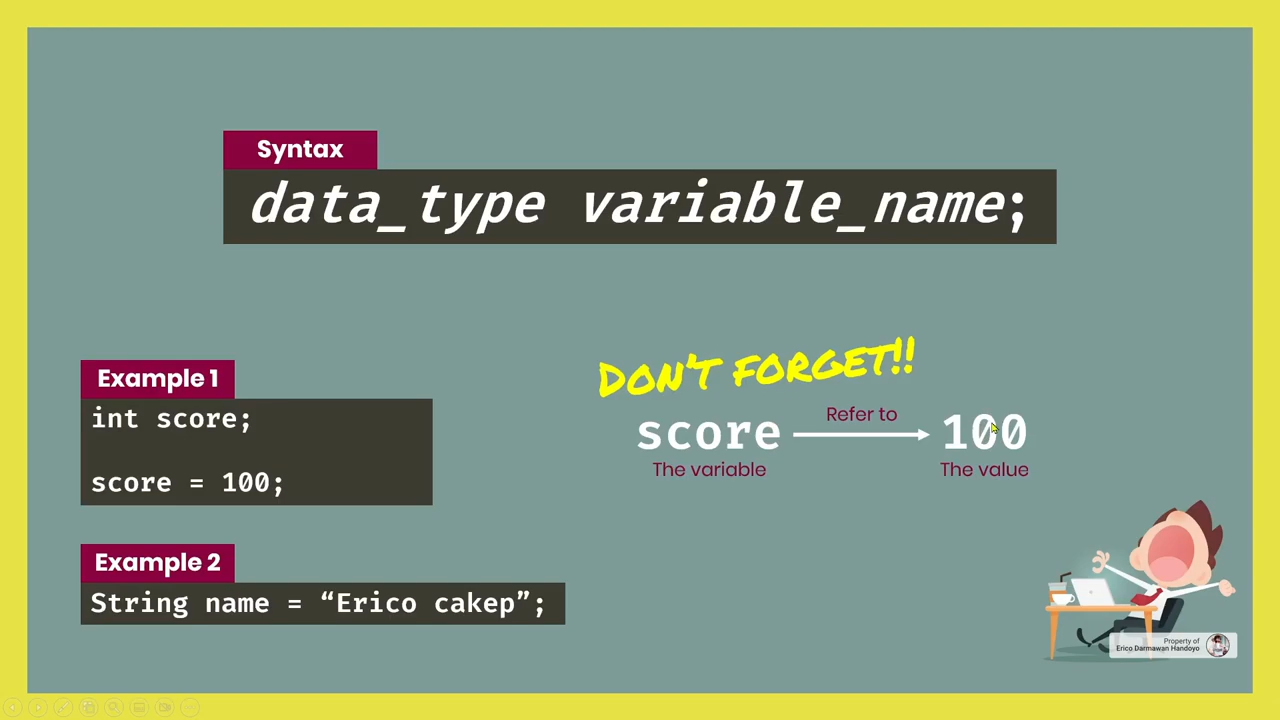 Syntax
data_type variable_name;
Example 1
int score;
score = 100;
Example 2
String name = “Erico cakep”;
DON'T FORGET!!
score
Refer to
100
The variable
The value
Property of
Erico Darmawan Handoyo